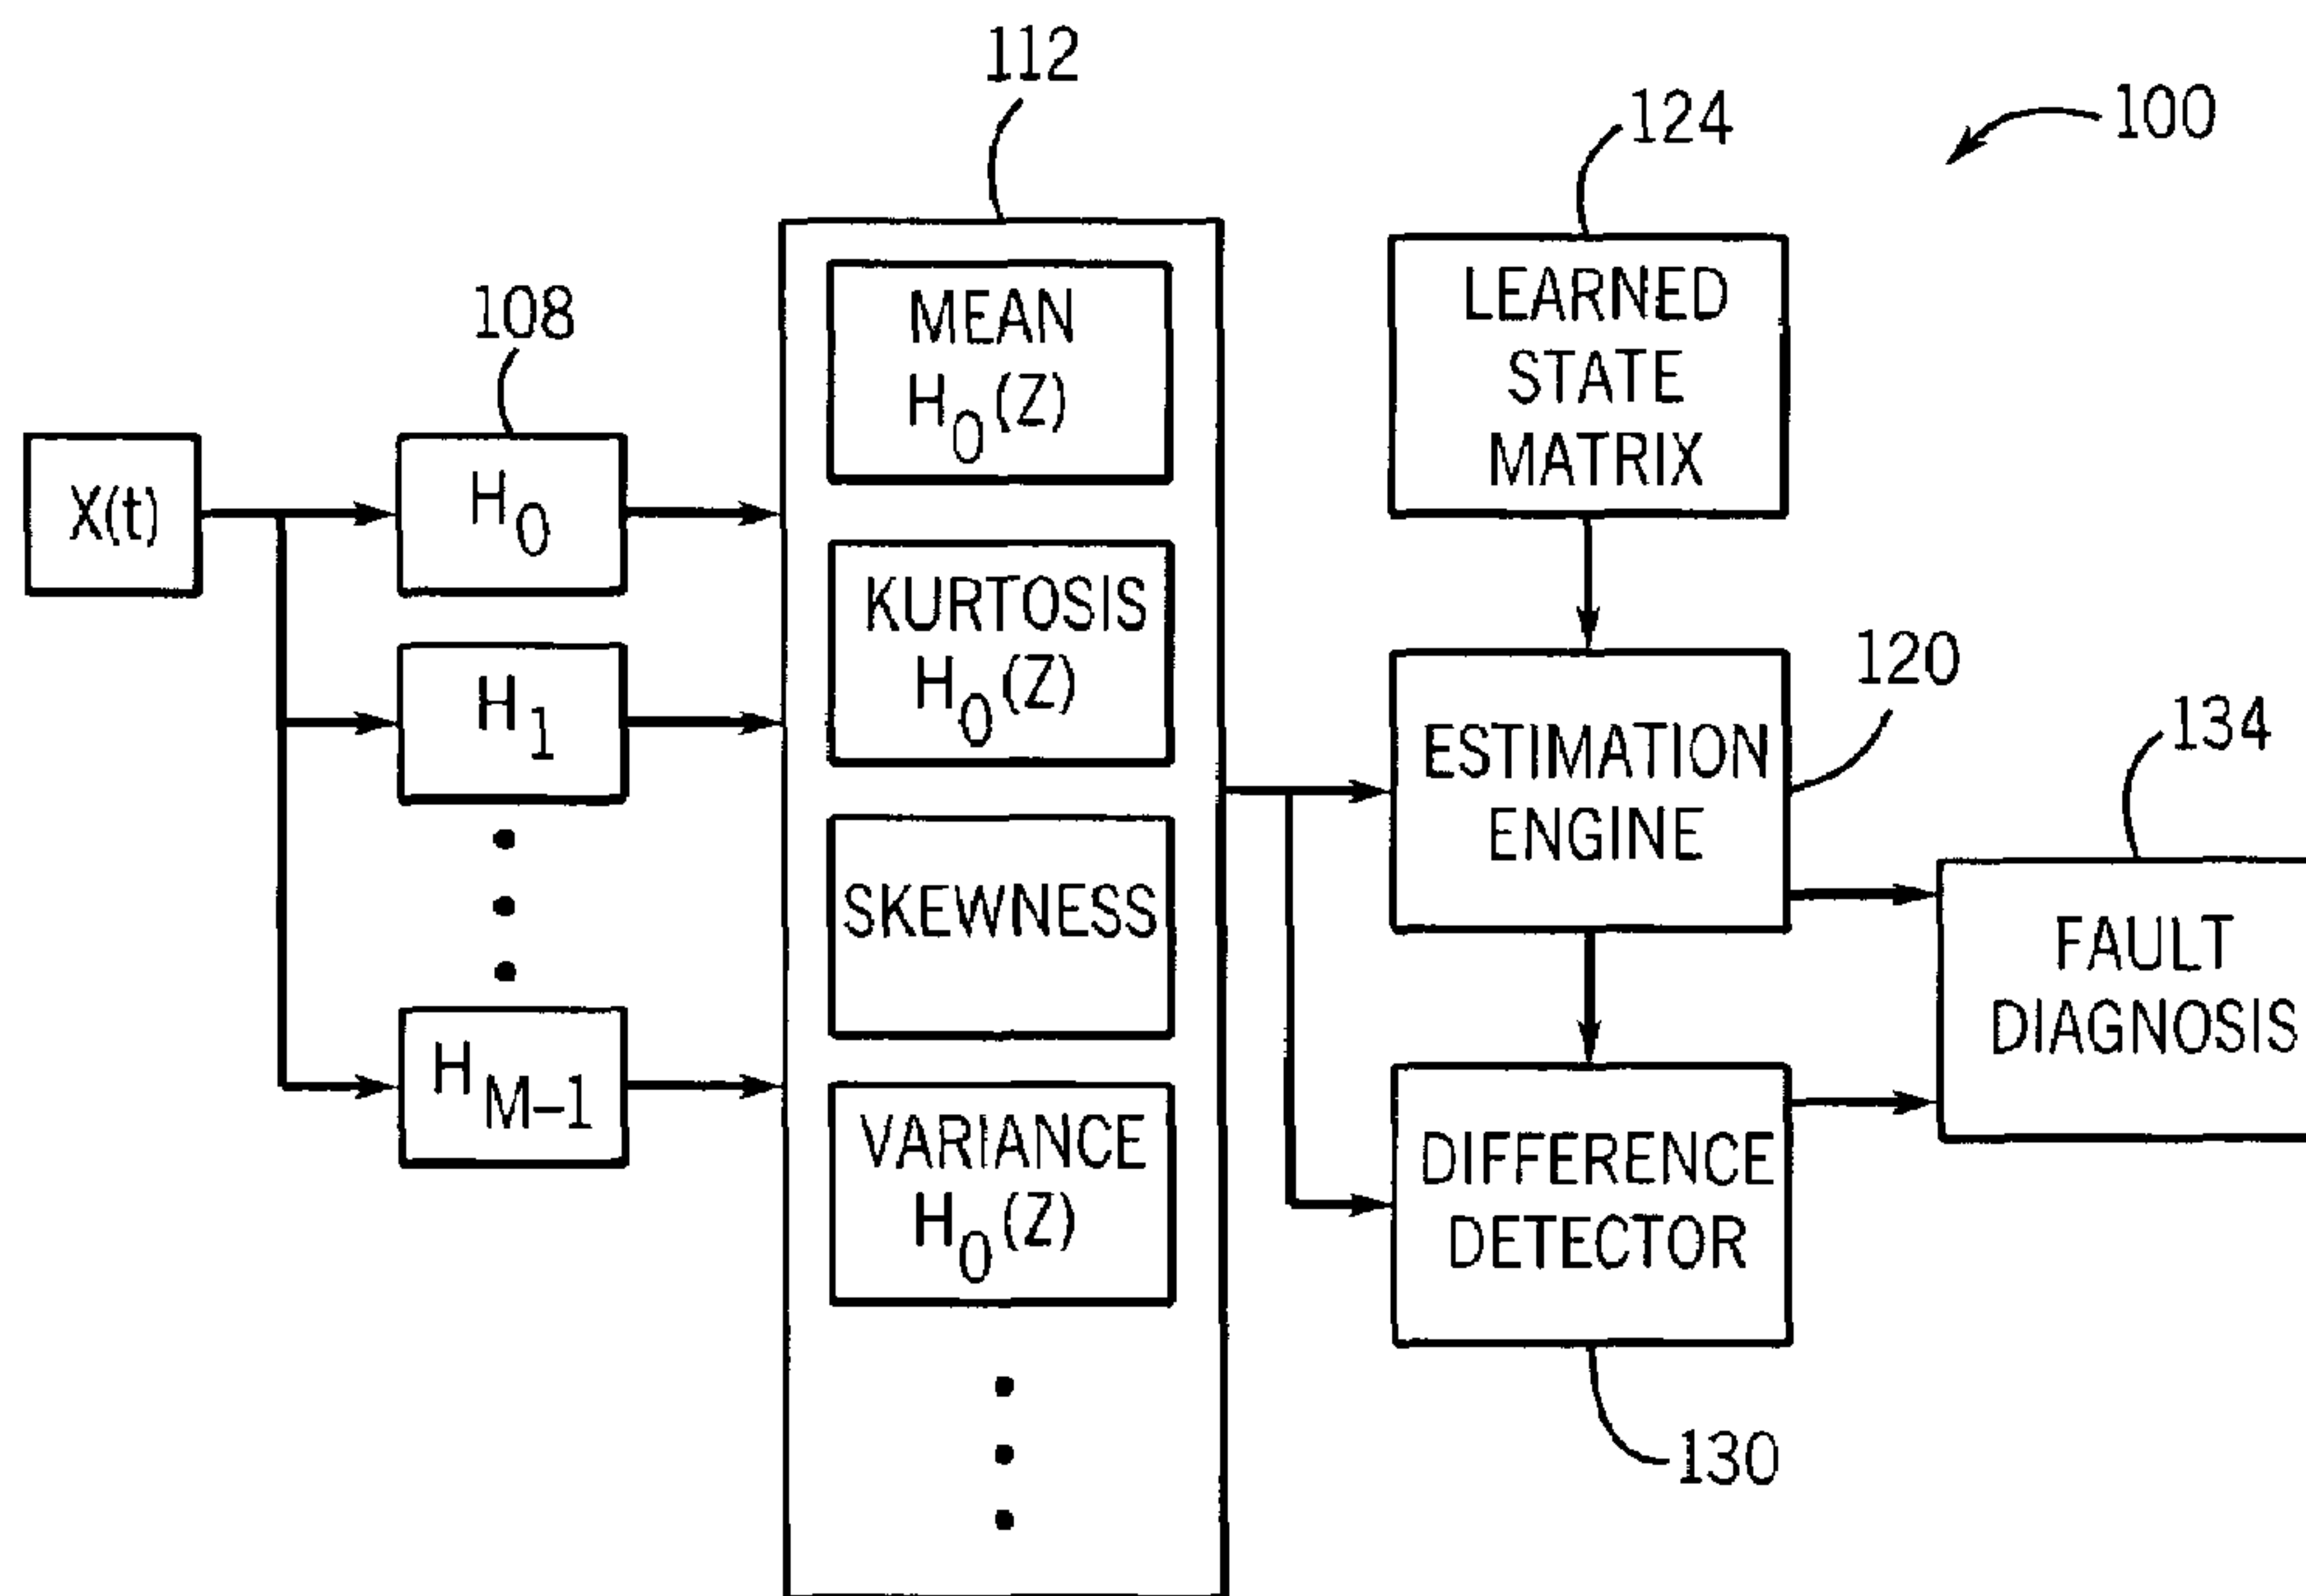 112
124
100
108
X(t)
H0
H1
HM–1
MEAN
H0(Z)
KURTOSIS
H0(Z)
SKEWNESS
VARIANCE
H0(Z)
LEARNED
STATE
MATRIX
120
ESTIMATION
ENGINE
134
FAULT
DIAGNOSIS
DIFFERENCE
DETECTOR
130